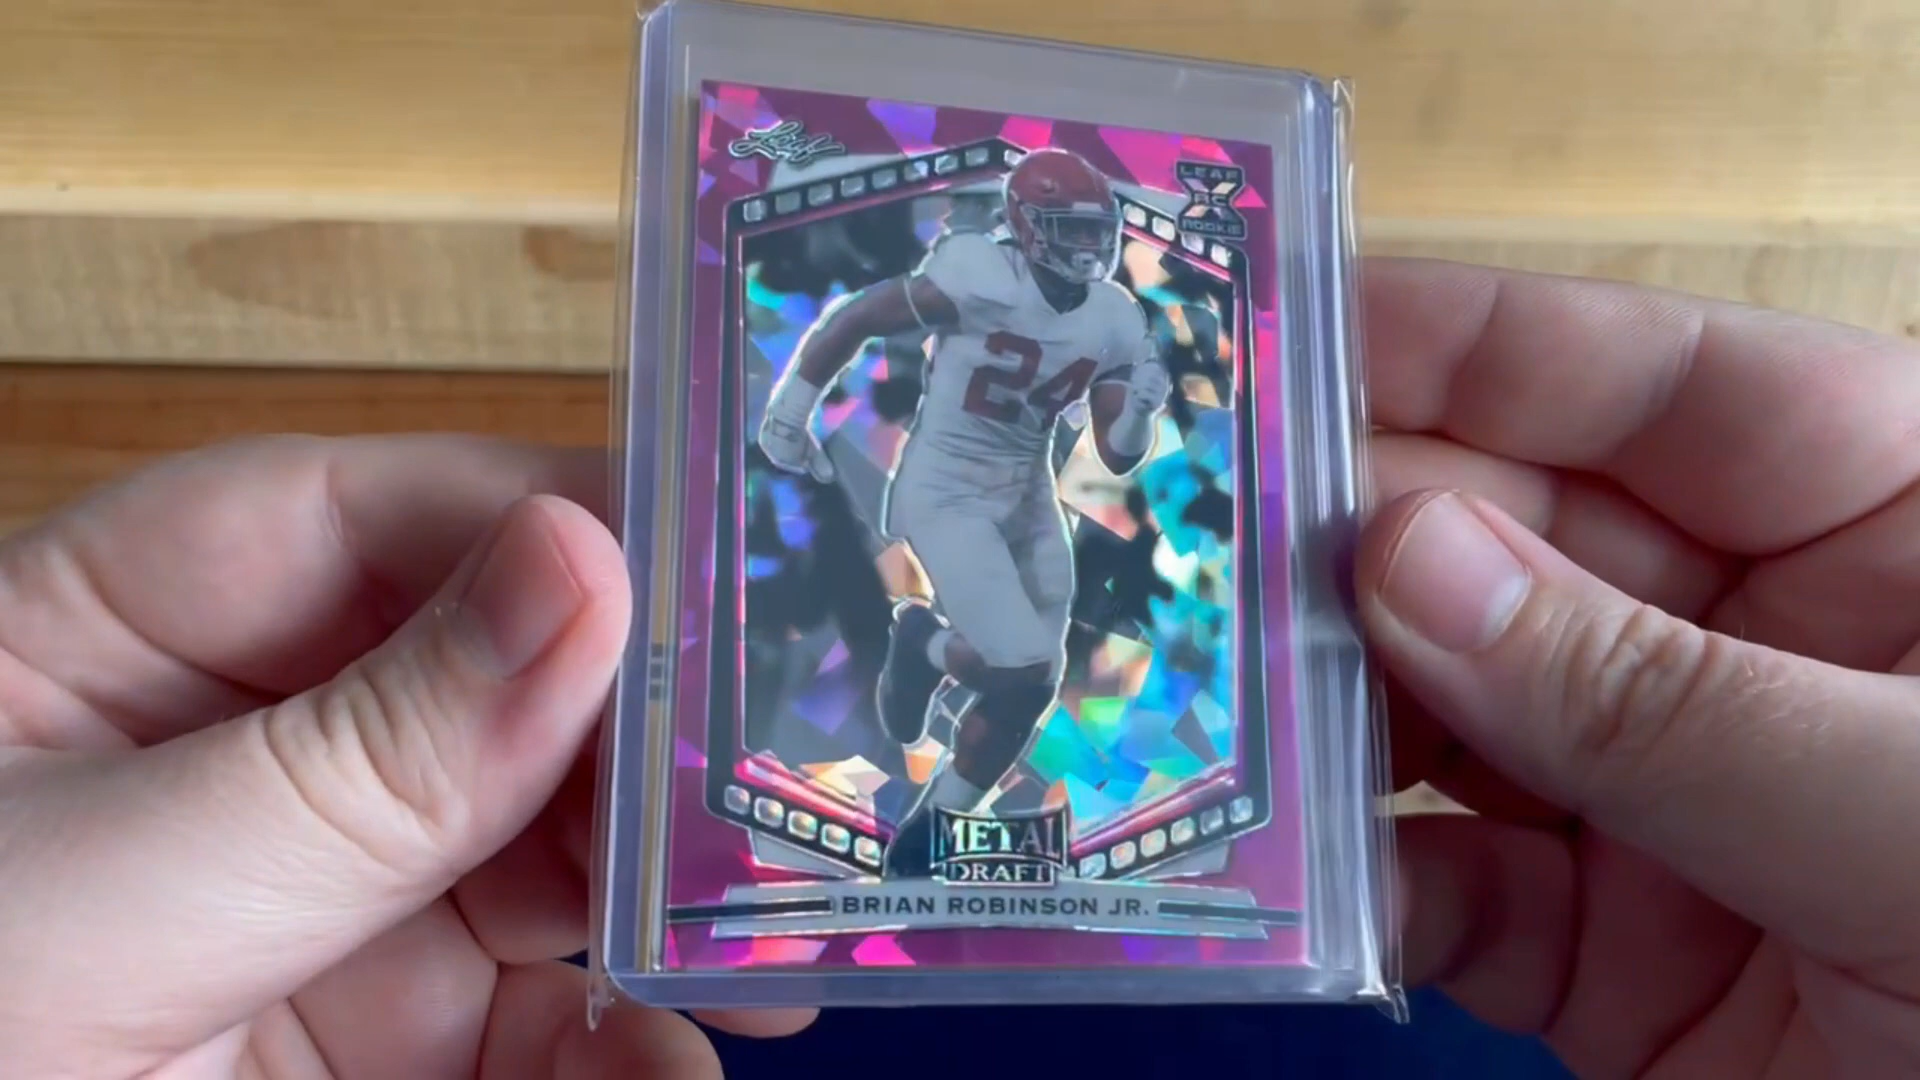 Leaf
LEAF
RC
ROOKIE
24
METAL
DRAFT
BRIAN ROBINSON JR.